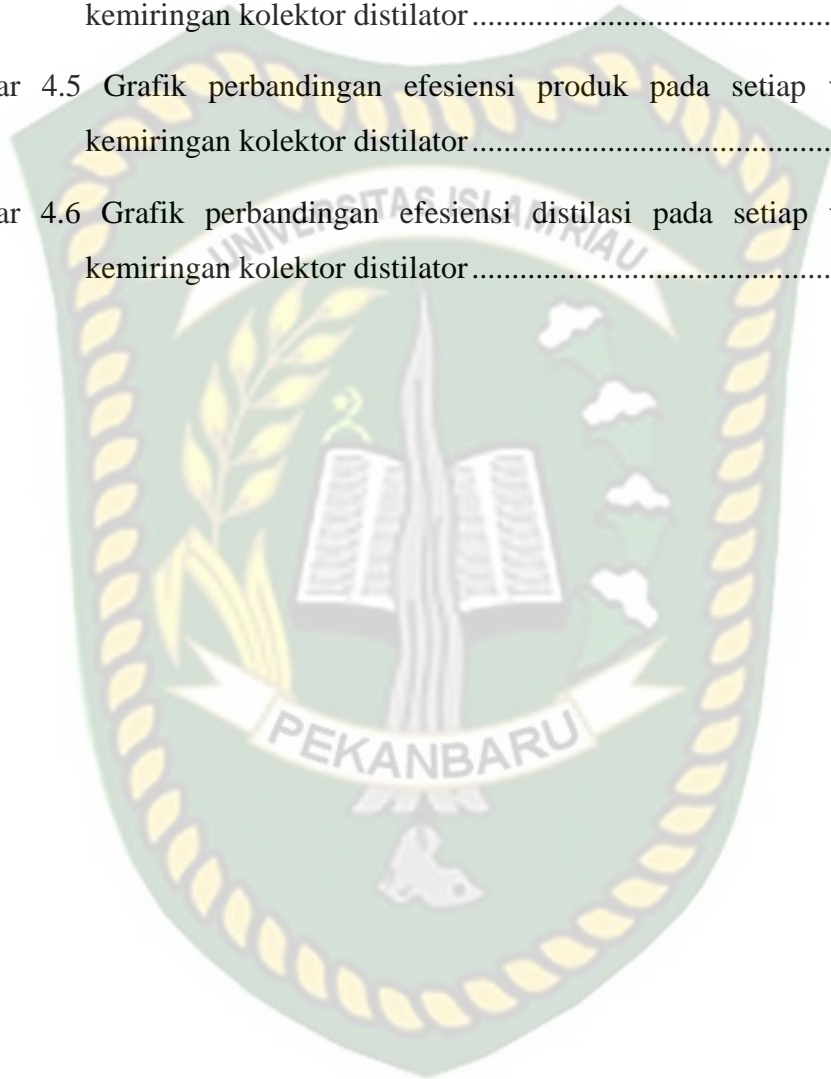 kemiringan kolektor distilator.........................................
ar 4.5 Grafik perbandingan efesiensi produk pada setiap
kemiringan kolektor distilator.........................................
ar 4.6 Grafik perbandingan efesiensi distilasi pada setiap
kemiringan kolektor distilator.........................................
UNIVERSITAS ISLAM RIAU
PEKANBARU